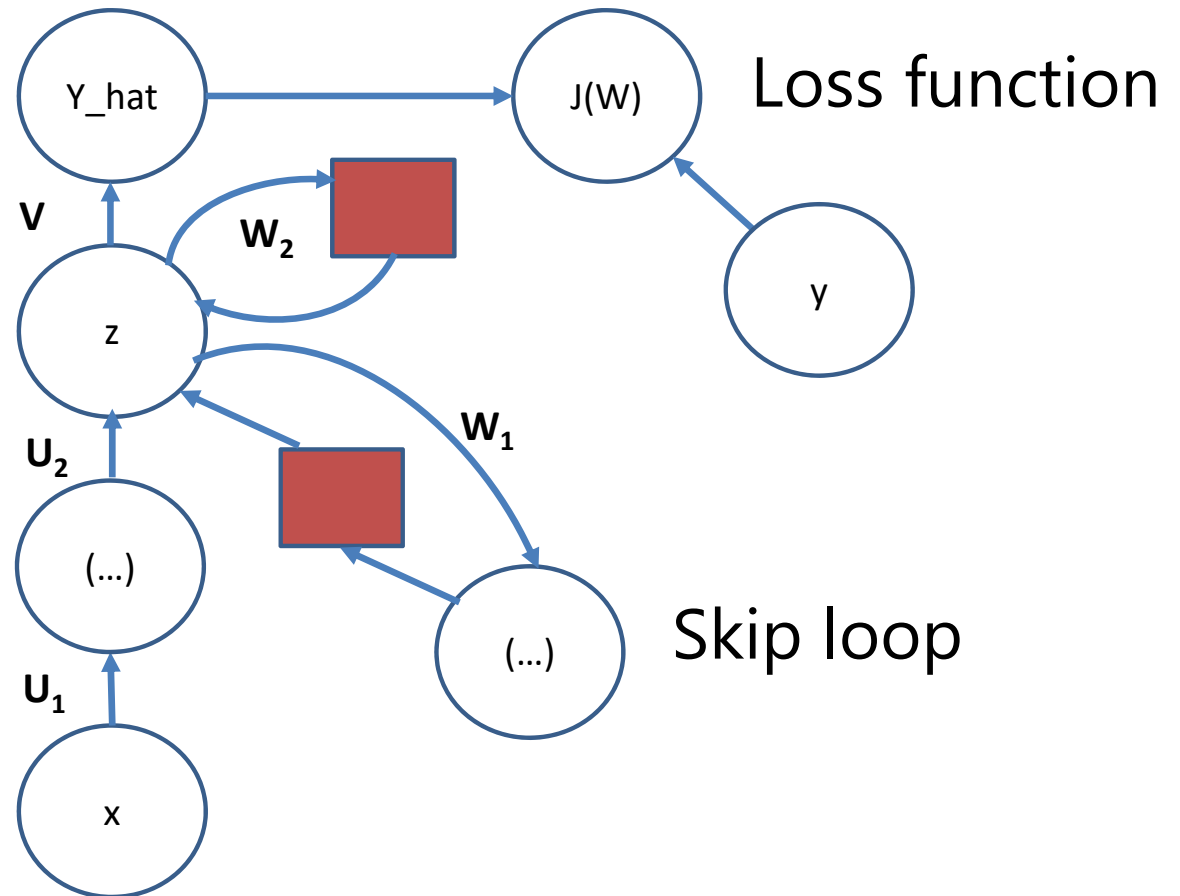 Y_hat
J(W)
Loss function
V
W₂
y
z
W₁
U₂
(...)
(...)
Skip loop
U₁
x